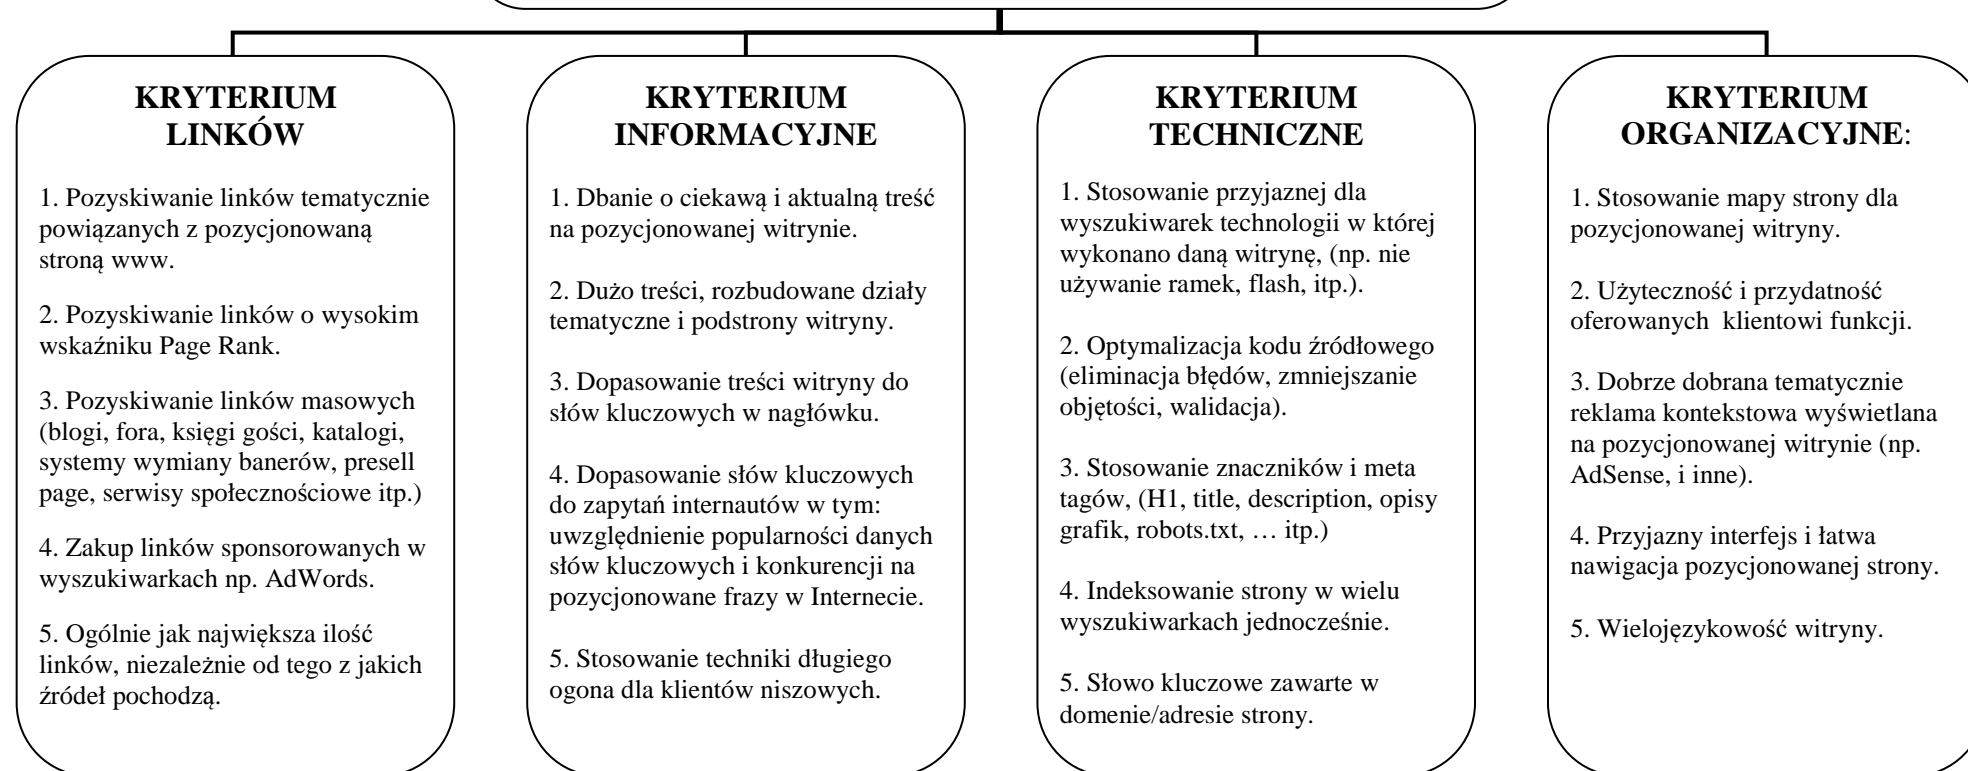 KRYTERIUM
LINKÓW
1. Pozyskiwanie linków tematycznie
powiązanych z pozycjonowaną
stroną www.
2. Pozyskiwanie linków o wysokim
wskaźniku Page Rank.
3. Pozyskiwanie linków masowych
(blogi, fora, księgi gości, katalogi,
systemy wymiany banerów, presell
page, serwisy społecznościowe itp.)
4. Zakup linków sponsorowanych w
wyszukiwarkach np. AdWords.
5. Ogólnie jak największa ilość
linków, niezależnie od tego z jakich
źródeł pochodzą.
KRYTERIUM
INFORMACYJNE
1. Dbanie o ciekawą i aktualną treść
na pozycjonowanej witrynie.
2. Dużo treści, rozbudowane działy
tematyczne i podstrony witryny.
3. Dopasowanie treści witryny do
słów kluczowych w nagłówku.
4. Dopasowanie słów kluczowych
do zapytań internautów w tym:
uwzględnienie popularności danych
słów kluczowych i konkurencji na
pozycjonowane frazy w Internecie.
5. Stosowanie techniki długiego
ogona dla klientów niszowych.
KRYTERIUM
TECHNICZNE
1. Stosowanie przyjaznej dla
wyszukiwarek technologii w której
wykonano daną witrynę, (np. nie
używanie ramek, flash, itp.).
2. Optymalizacja kodu źródłowego
(eliminacja błędów, zmniejszanie
objętości, walidacja).
3. Stosowanie znaczników i meta
tagów, (H1, title, description, opisy
grafik, robots.txt, … itp.)
4. Indeksowanie strony w wielu
wyszukiwarkach jednocześnie.
5. Słowo kluczowe zawarte w
domenie/adresie strony.
KRYTERIUM
ORGANIZACYJNE:
1. Stosowanie mapy strony dla
pozycjonowanej witryny.
2. Użyteczność i przydatność
oferowanych  klientowi funkcji.
3. Dobrze dobrana tematycznie
reklama kontekstowa wyświetlana
na pozycjonowanej witrynie (np.
AdSense, i inne).
4. Przyjazny interfejs i łatwa
nawigacja pozycjonowanej strony.
5. Wielojęzykowość witryny.